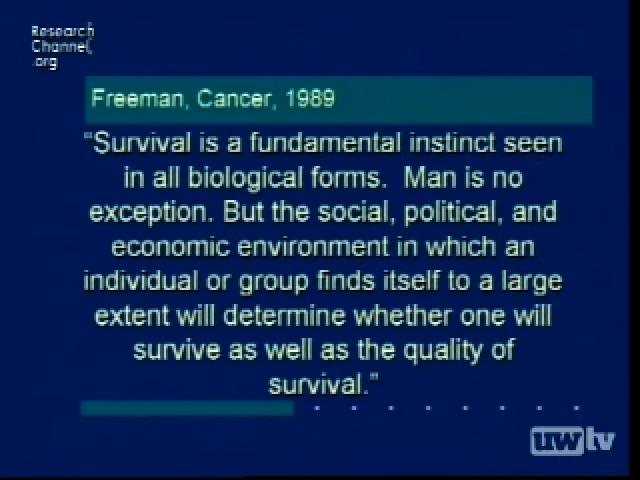 Research
Channel
.org
Freeman, Cancer, 1989
“Survival is a fundamental instinct seen
in all biological forms.  Man is no
exception. But the social, political, and
economic environment in which an
individual or group finds itself to a large
extent will determine whether one will
survive as well as the quality of
survival.”
uwtv